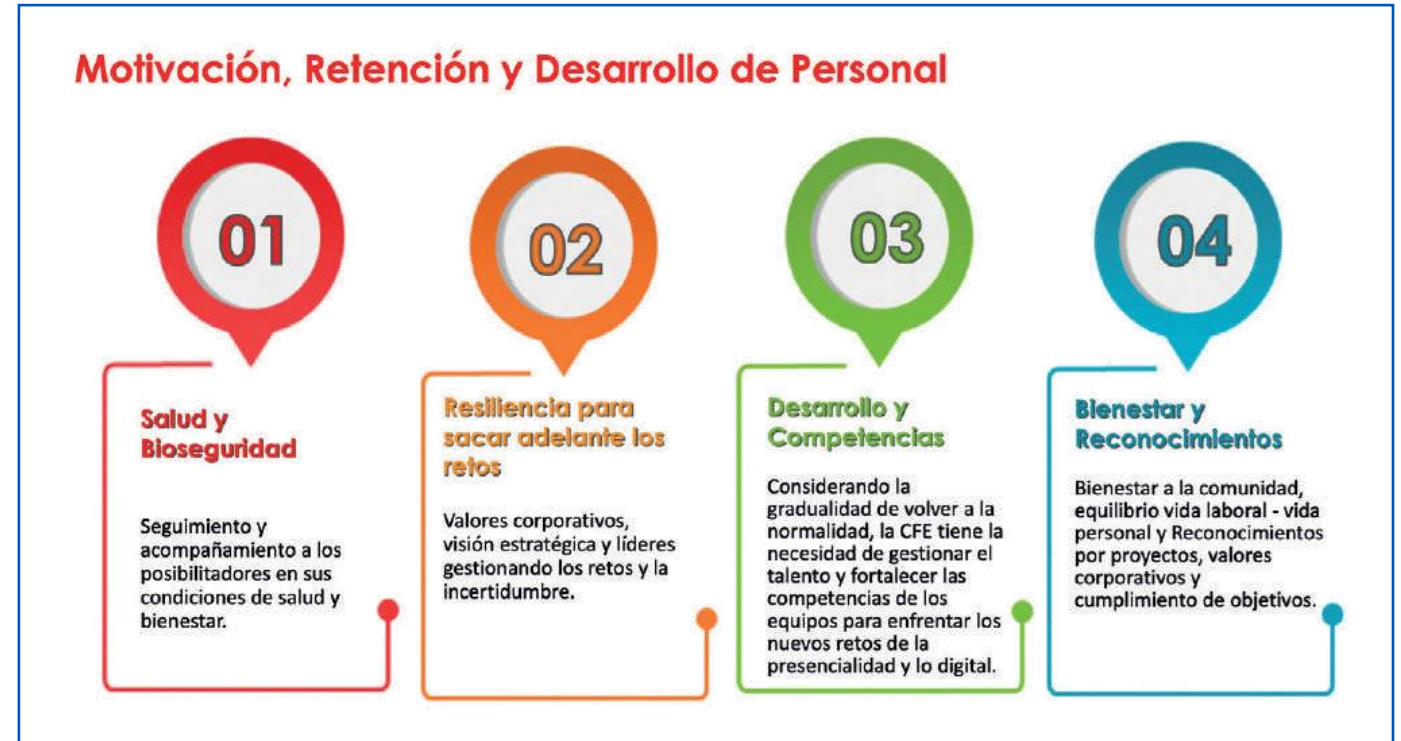 Motivación, Retención y Desarrollo de Personal
01
Salud y
Bioseguridad
Seguimiento y
acompañamiento a los
posibilitadores en sus
condiciones de salud y
bienestar.
02
Resiliencia para
sacar adelante los
retos
Valores corporativos,
visión estratégica y líderes
gestionando los retos y la
incertidumbre.
03
Desarrollo y
Competencias
Considerando la
gradualidad de volver a la
normalidad, la CFE tiene la
necesidad de gestionar el
talento y fortalecer las
competencias de los
equipos para enfrentar los
nuevos retos de la
presencialidad y lo digital.
04
Bienestar y
Reconocimientos
Bienestar a la comunidad,
equilibrio vida laboral - vida
personal y Reconocimientos
por proyectos, valores
corporativos y
cumplimiento de objetivos.